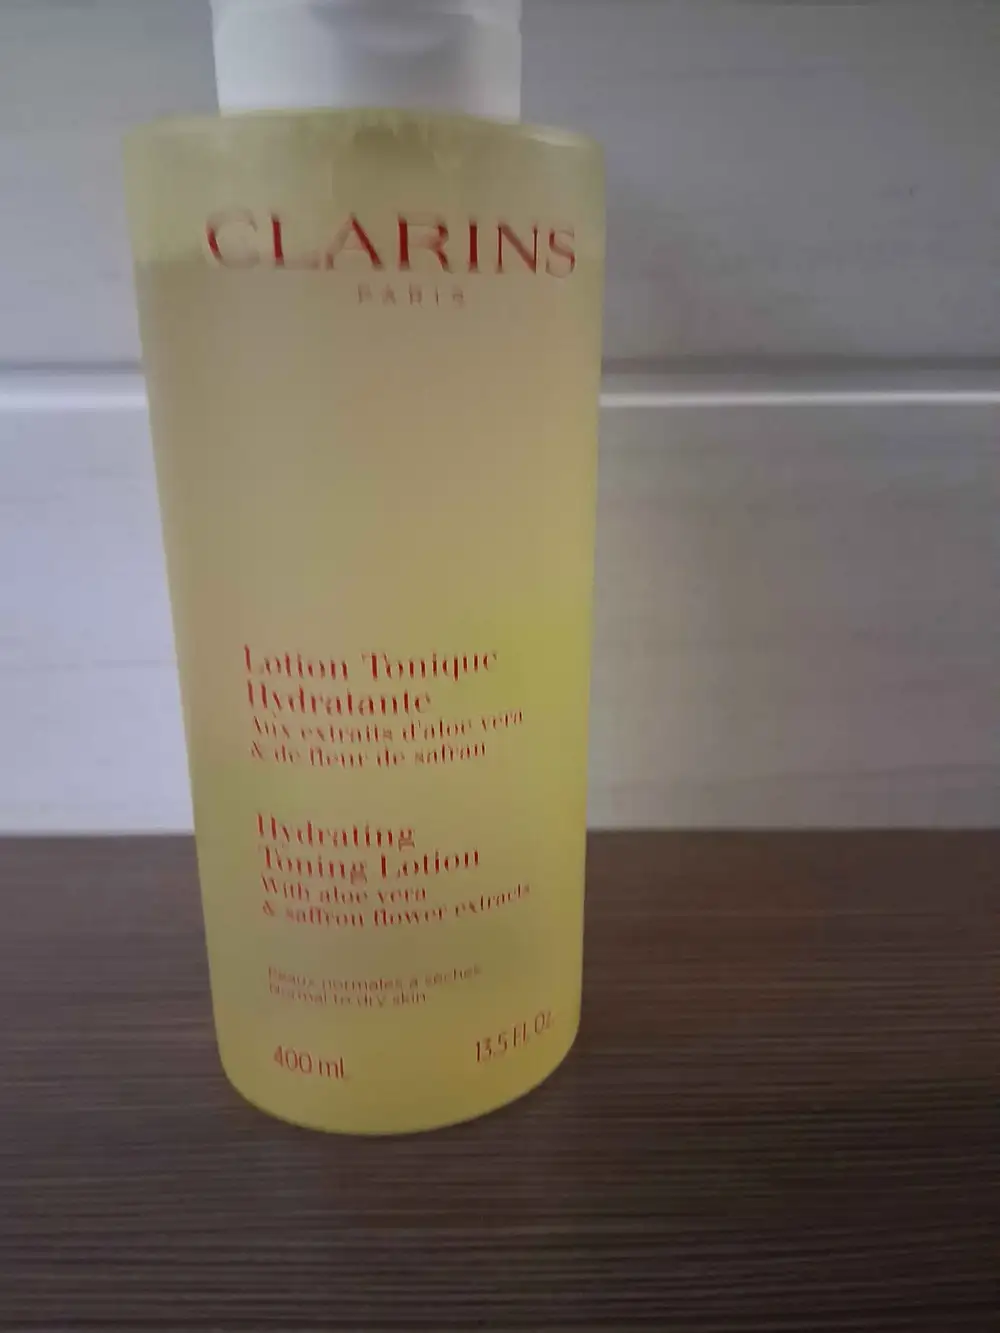 CLARINS
PARIS
Lotion Tonique
Hydratante
Aux extraits d'aloe vera
& de fleur de safran
Hydrating
Toning Lotion
With aloe vera
& saffron flower extracts
Peaux normales à sèches
Normal to dry skin
400 mL
13.5 Fl. Oz.